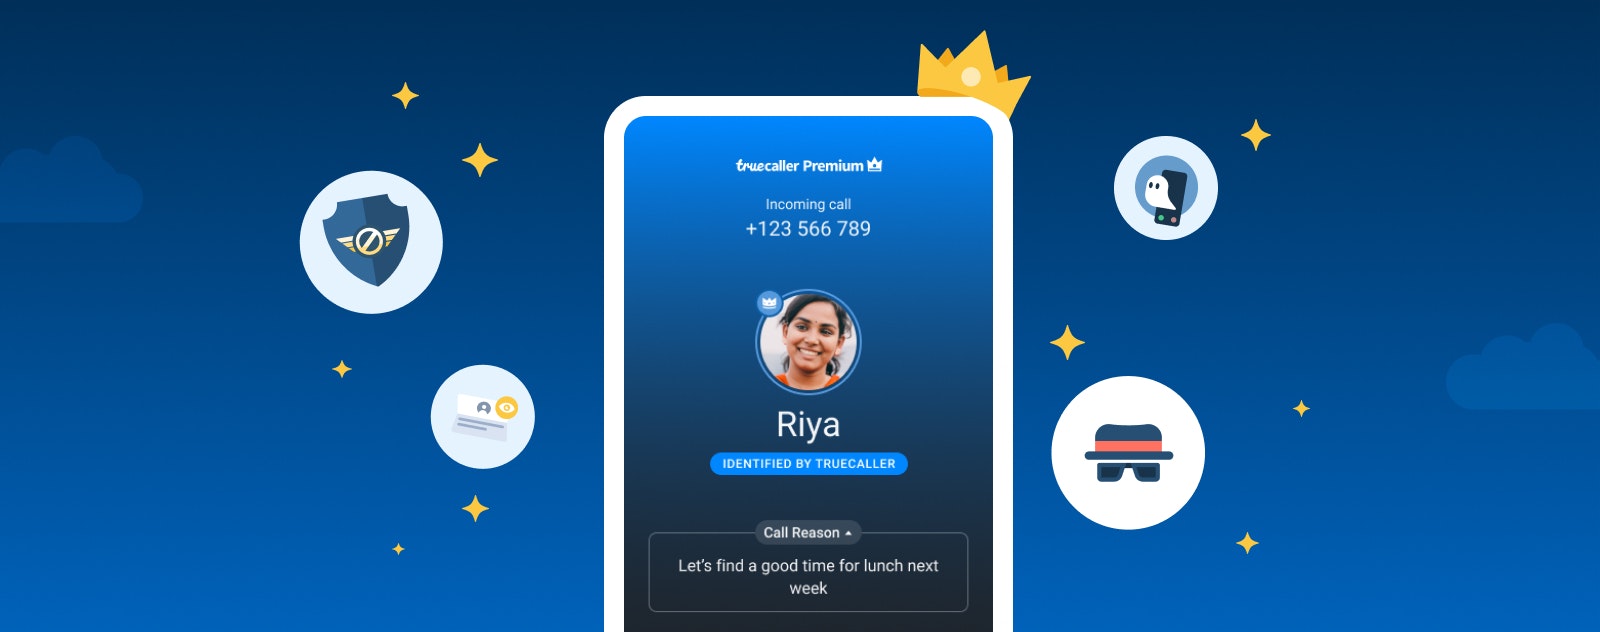 truecaller Premium
Incoming call
+123 566 789
Riya
IDENTIFIED BY TRUECALLER
Call Reason
Let's find a good time for lunch next
week